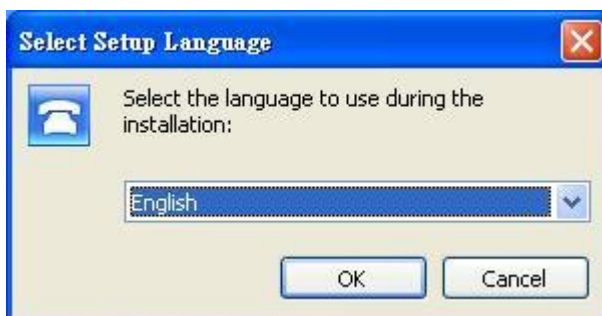 Select Setup Language
Select the language to use during the
installation:
English
OK
Cancel